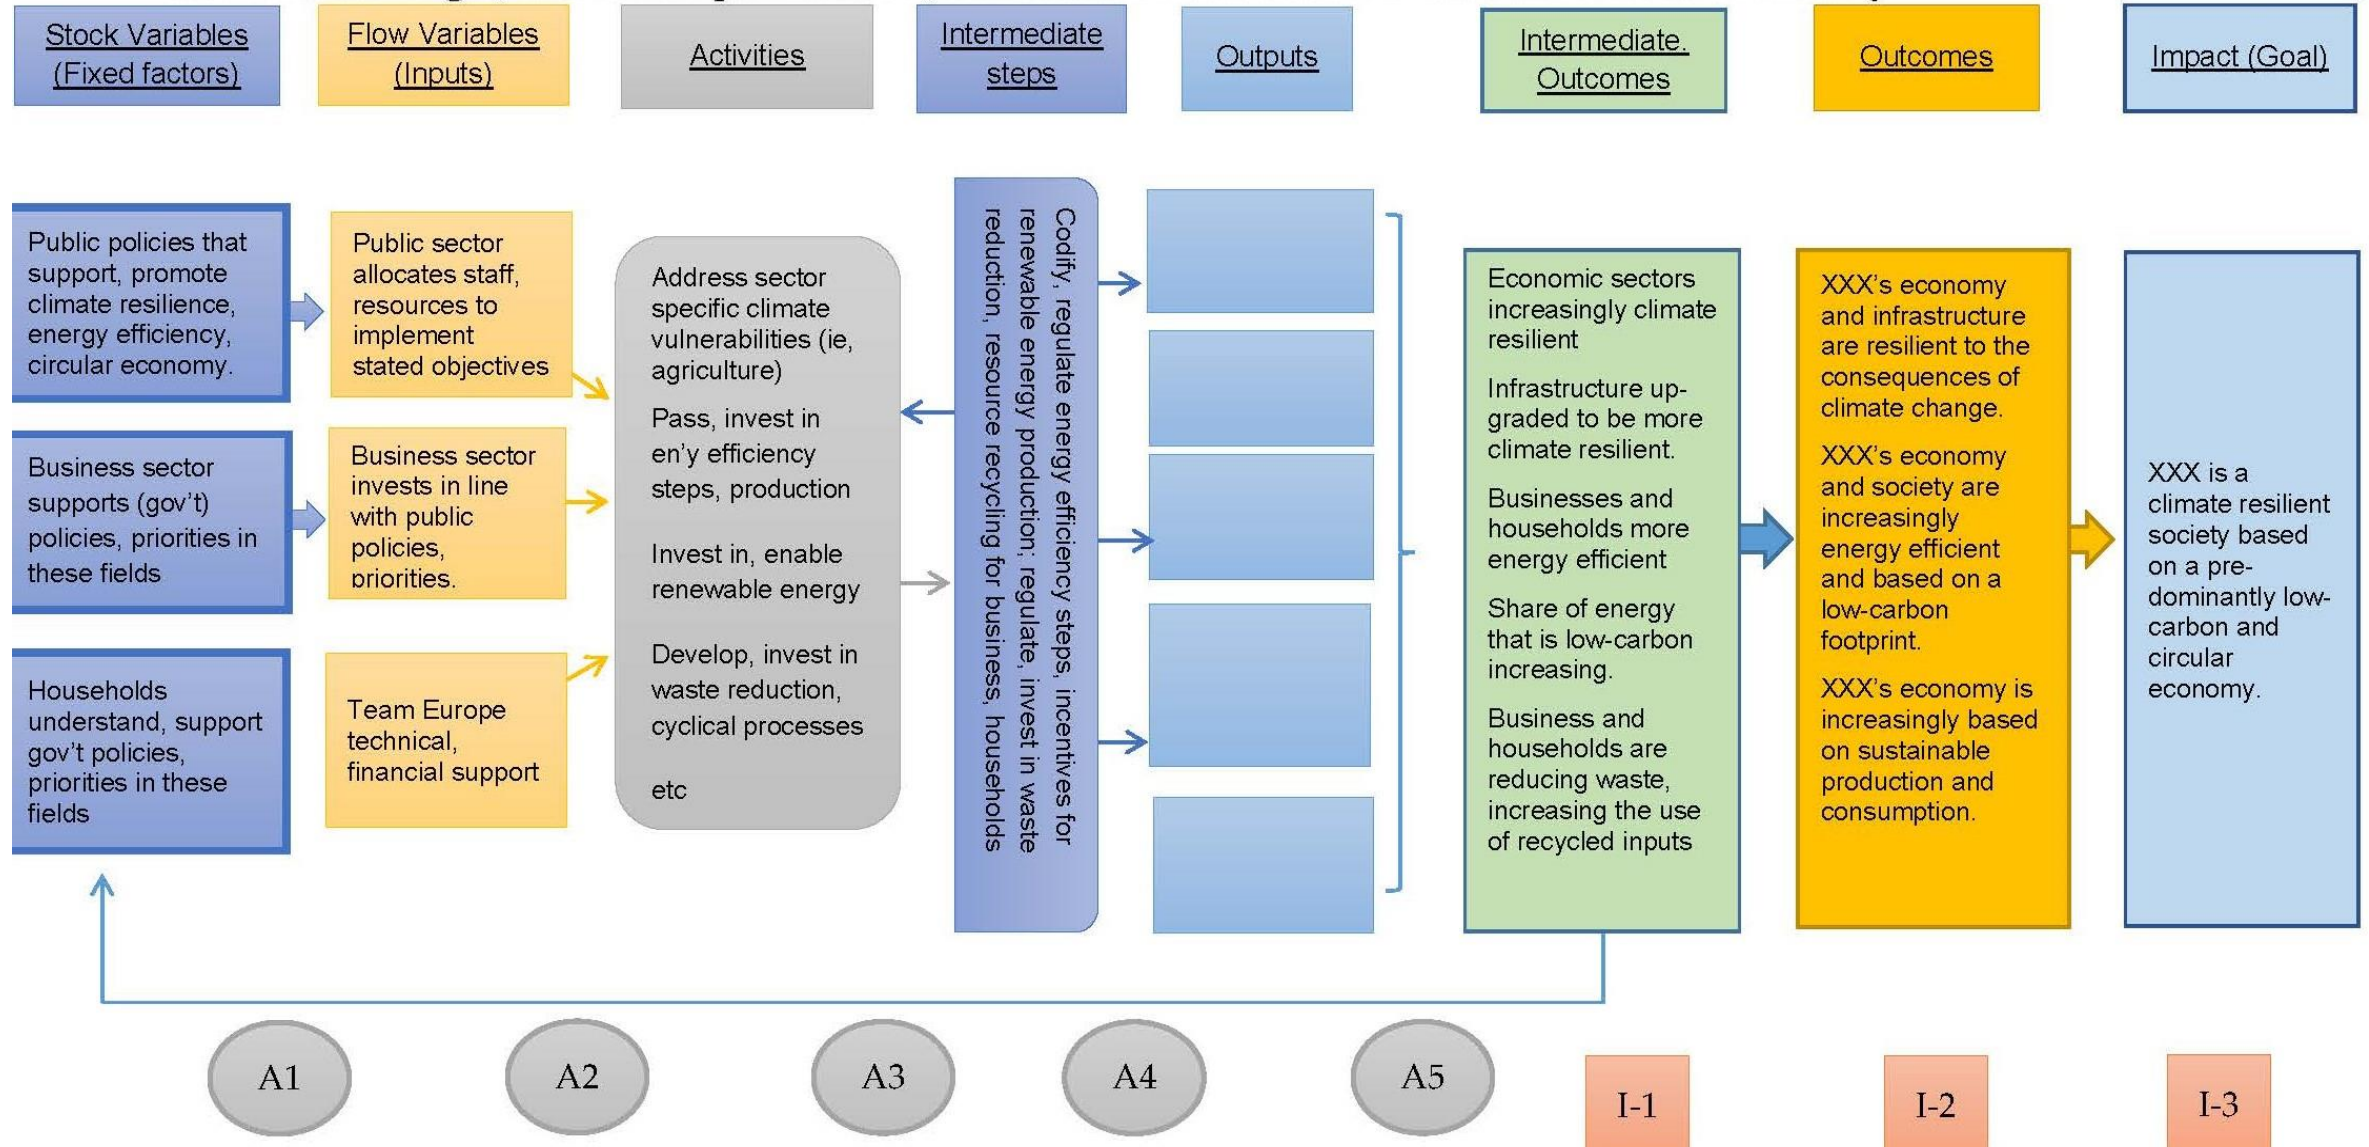 Stock Variables
(Fixed factors)
Flow Variables
(Inputs)
Activities
Intermediate
steps
Outputs
Intermediate.
Outcomes
Outcomes
Impact (Goal)
Public policies that
support, promote
climate resilience,
energy efficiency,
circular economy.
Business sector
supports (gov't)
policies, priorities in
these fields
Households
understand, support
gov't policies,
priorities in these
fields
Public sector
allocates staff,
resources to
implement
stated objectives
Business sector
invests in line
with public
policies,
priorities.
Team Europe
technical,
financial support
Address sector
specific climate
vulnerabilities (ie,
agriculture)
Pass, invest in
en'y efficiency
steps, production
Invest in, enable
renewable energy
Develop, invest in
waste reduction,
cyclical processes
etc
Codify, regulate energy efficiency steps, incentives for
renewable energy production; regulate, invest in waste
reduction, resource recycling for business, households
Economic sectors
increasingly climate
resilient
Infrastructure up-
graded to be more
climate resilient.
Businesses and
households more
energy efficient
Share of energy
that is low-carbon
increasing.
Business and
households are
reducing waste,
increasing the use
of recycled inputs
XXX's economy
and infrastructure
are resilient to the
consequences of
climate change.
XXX's economy
and society are
increasingly
energy efficient
and based on a
low-carbon
footprint.
XXX's economy is
increasingly based
on sustainable
production and
consumption.
XXX is a
climate resilient
society based
on a pre-
dominantly low-
carbon and
circular
economy.
A1
A2
A3
A4
A5
I-1
I-2
I-3